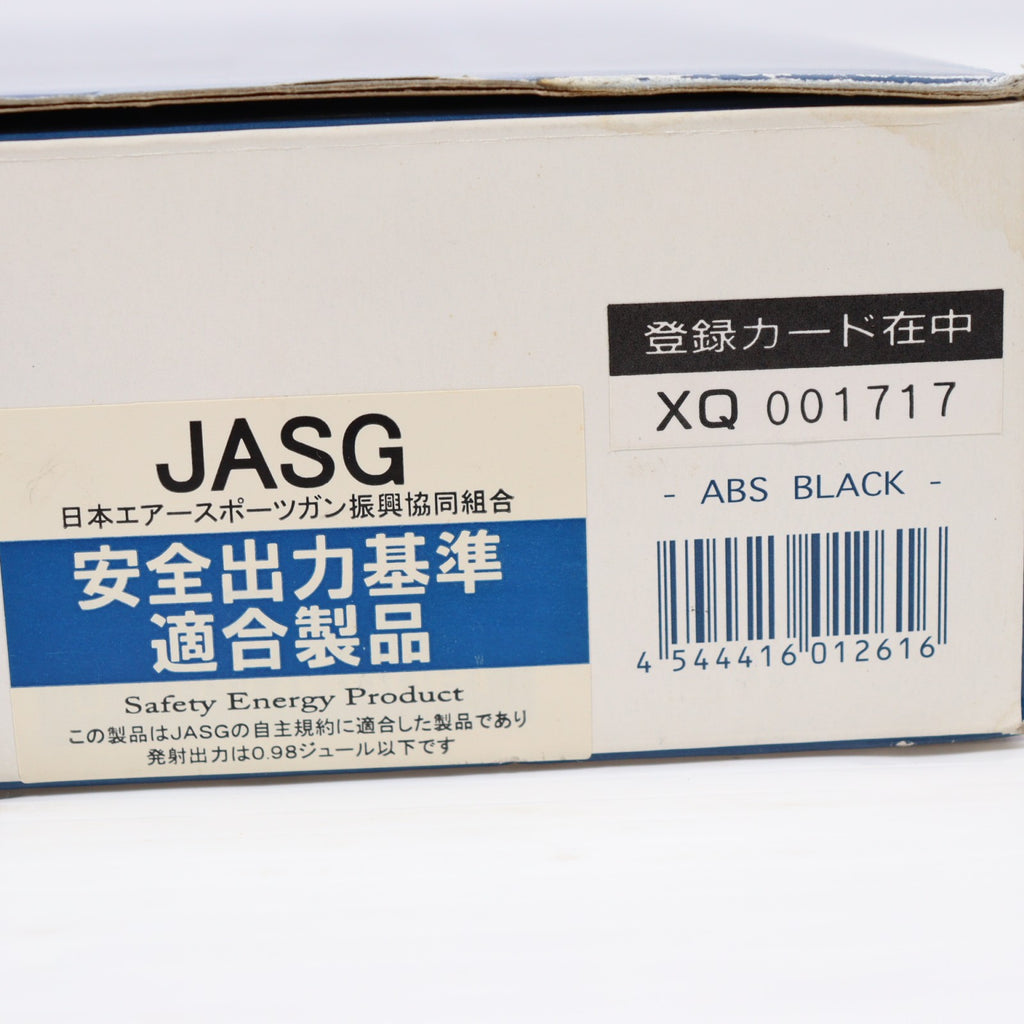 登録カード在中
XQ 001717
- ABS BLACK -
4 544416 012616
JASG
日本エアースポーツガン振興協同組合
安全出力基準
適合製品
Safety Energy Product
この製品はJASGの自主規約に適合した製品であり
発射出力は0.98ジュール以下です